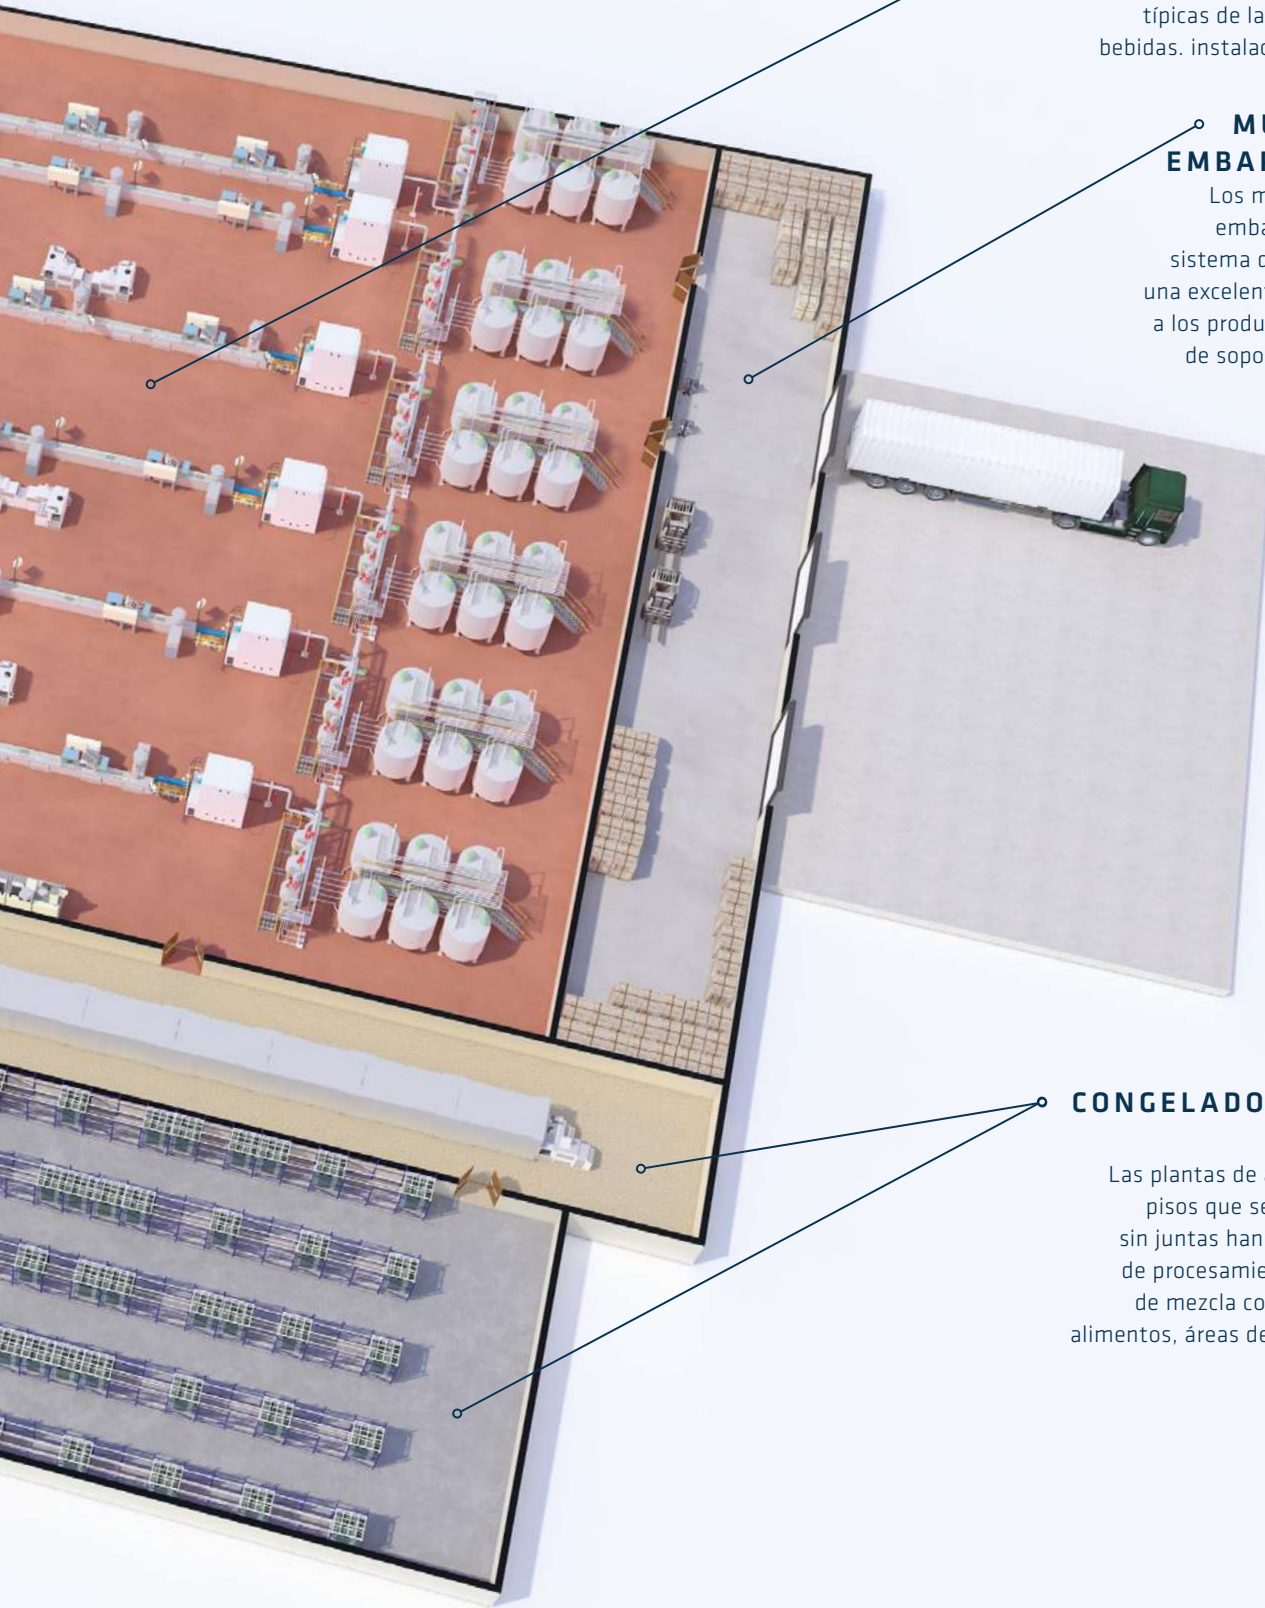 típicas de la
bebidas. instalac
MU
EMBAL
Los m
emba
sistema d
una excelent
a los produ
de sopo
CONGELADO
Las plantas de a
pisos que se
sin juntas han
de procesamie
de mezcla co
alimentos, áreas de